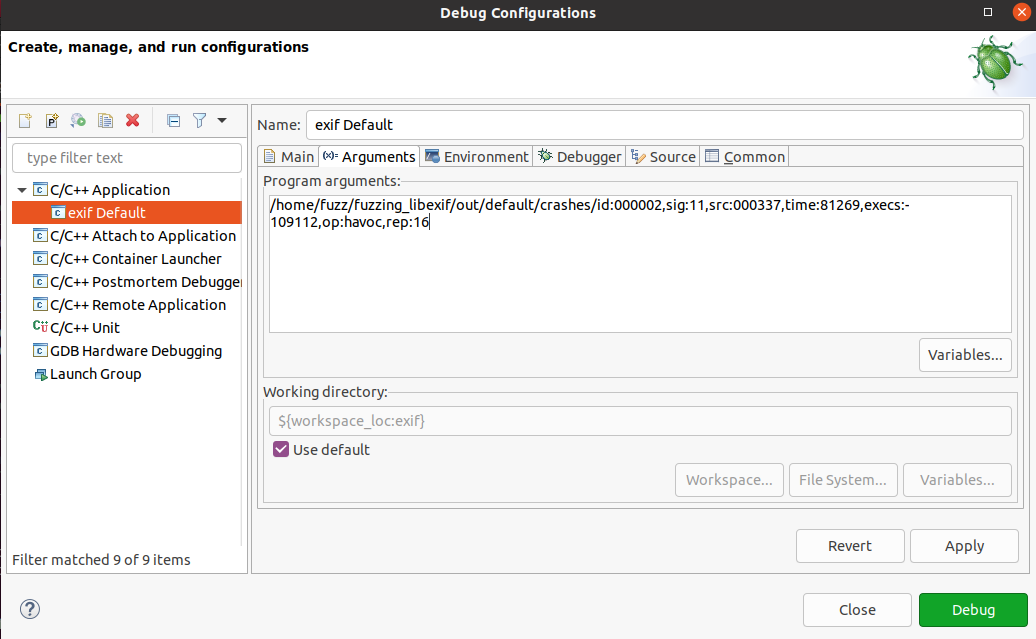 Debug Configurations
Create, manage, and run configurations
type filter text
C/C++ Application
exif Default
C/C++ Attach to Application
C/C++ Container Launcher
C/C++ Postmortem Debugger
C/C++ Remote Application
C/C++ Unit
GDB Hardware Debugging
Launch Group
Filter matched 9 of 9 items
Name: exif Default
Main (x)= Arguments Environment Debugger Source Common
Program arguments:
/home/fuzz/fuzzing_libexif/out/default/crashes/id:000002,sig:11,src:000337,time:81269,execs:-
109112,op:havoc,rep:16
Variables...
Working directory:
${workspace_loc:exif}
Use default
Workspace... File System... Variables...
Revert Apply
Close Debug